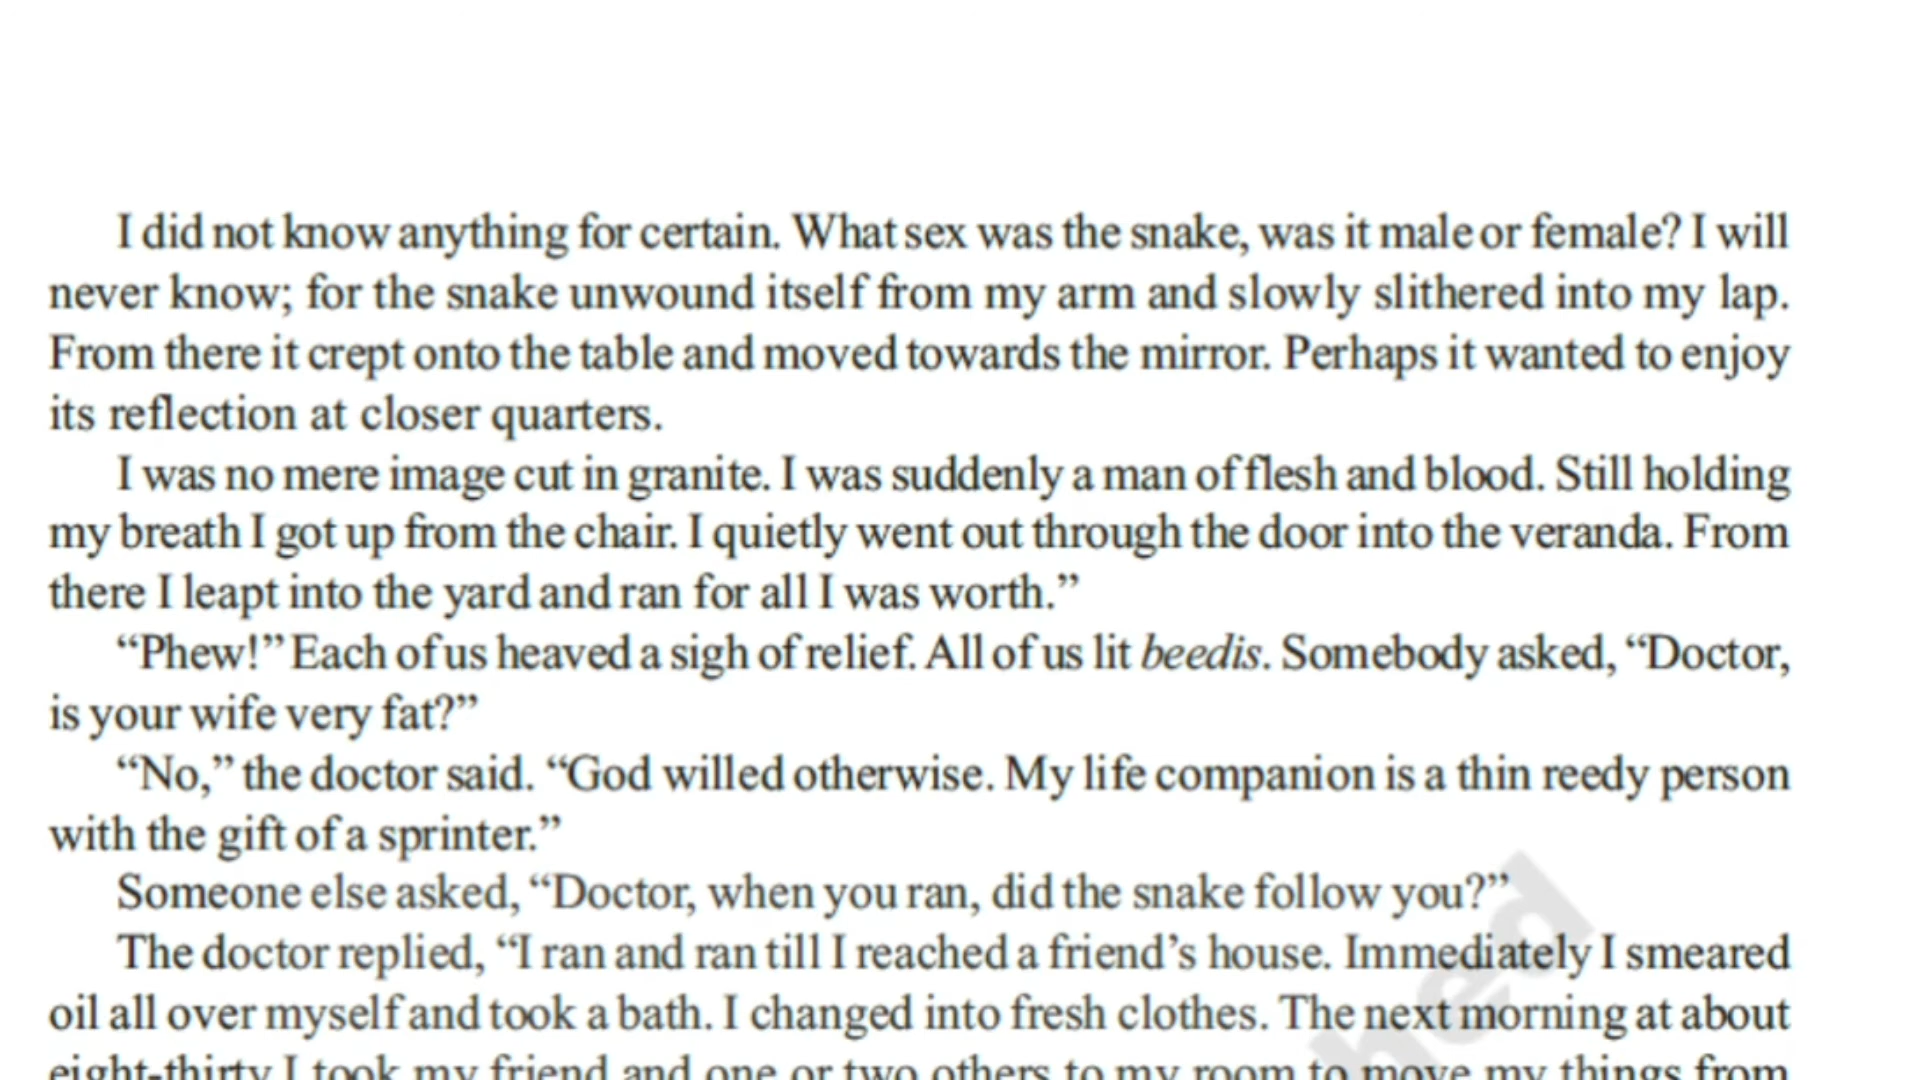 I did not know anything for certain. What sex was the snake, was it male or female? I will
never know; for the snake unwound itself from my arm and slowly slithered into my lap.
From there it crept onto the table and moved towards the mirror. Perhaps it wanted to enjoy
its reflection at closer quarters.
I was no mere image cut in granite. I was suddenly a man of flesh and blood. Still holding
my breath I got up from the chair. I quietly went out through the door into the veranda. From
there I leapt into the yard and ran for all I was worth.”
“Phew!” Each of us heaved a sigh of relief. All of us lit beedis. Somebody asked, “Doctor,
is your wife very fat?”
“No,” the doctor said. “God willed otherwise. My life companion is a thin reedy person
with the gift of a sprinter.”
Someone else asked, “Doctor, when you ran, did the snake follow you?”
The doctor replied, “I ran and ran till I reached a friend’s house. Immediately I smeared
oil all over myself and took a bath. I changed into fresh clothes. The next morning at about
eight-thirty I took my friend and one or two others to my room to move my things from
hed